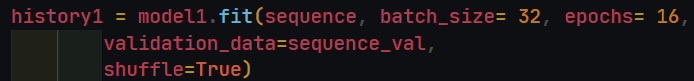 history1 = model1.fit(sequence, batch_size= 32, epochs= 16,
validation_data=sequence_val,
shuffle=True)